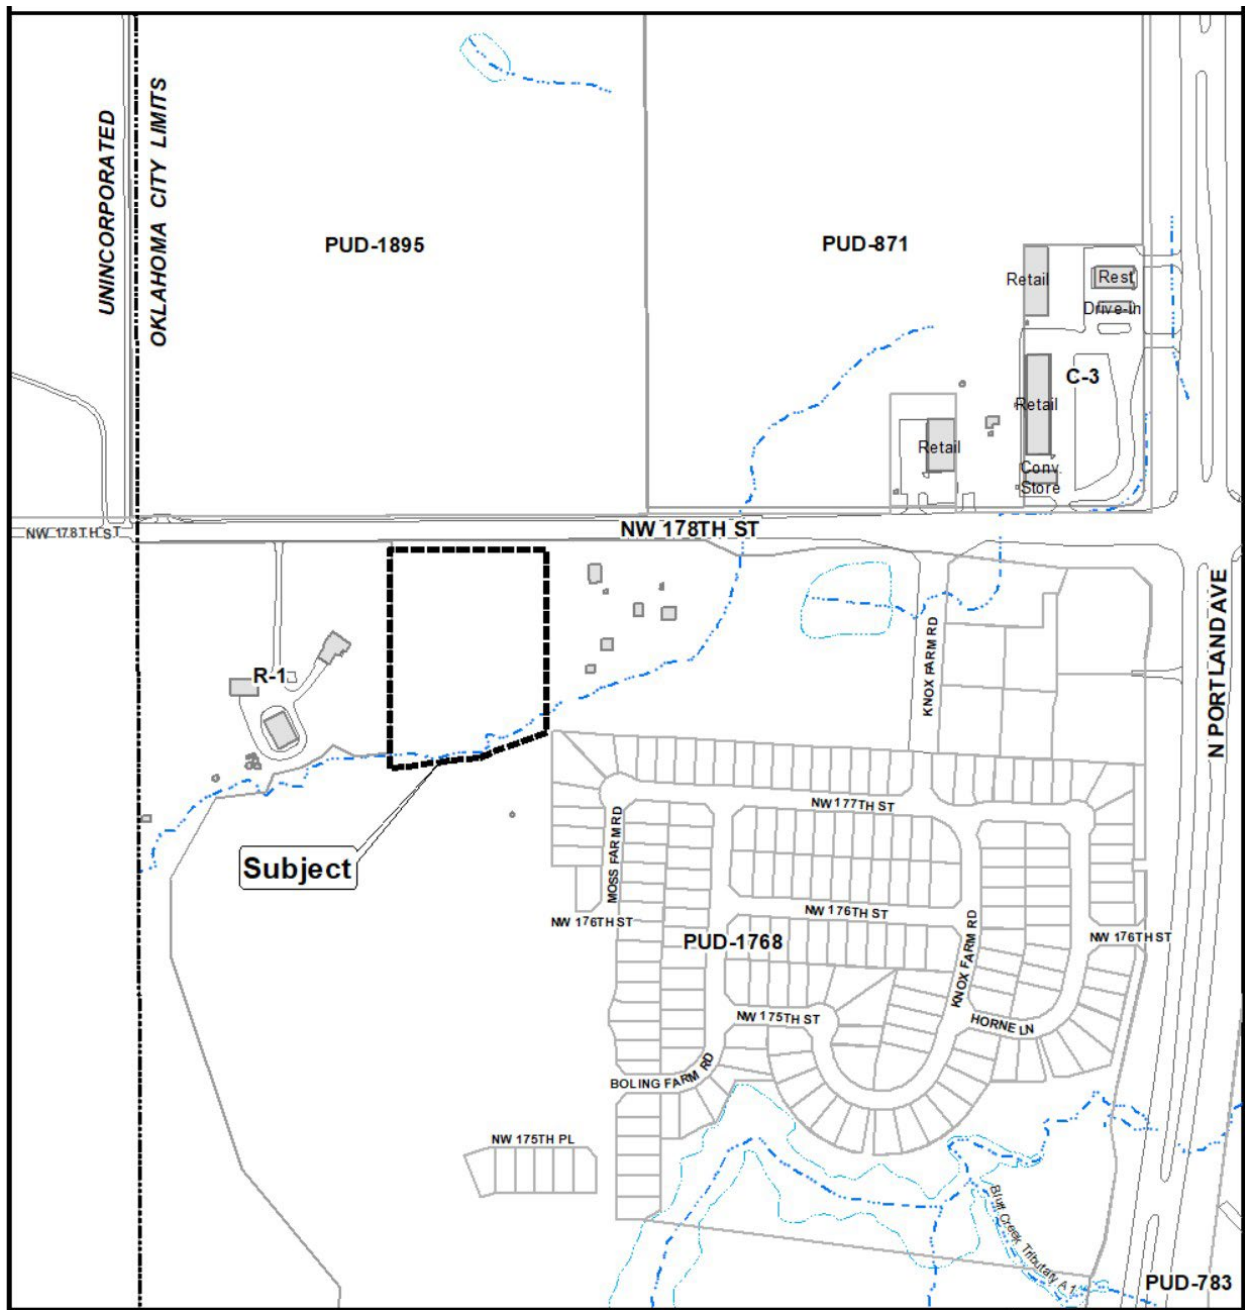 UNINCORPORATED
OKLAHOMA CITY LIMITS
PUD-1895
PUD-871
Retail
Rest
Drive-in
C-3
Retail
Retail
Conv.
Store
NW 178TH ST
NW 178TH ST
N PORTLAND AVE
KNOX FARM RD
R-1
Subject
NW 177TH ST
MOSS FARM RD
NW 176TH ST
NW 176TH ST
PUD-1768
KNOX FARM RD
NW 176TH ST
NW 175TH ST
HORNE LN
BOLING FARM RD
NW 175TH PL
Bluff Creek Tributary A 1
PUD-783